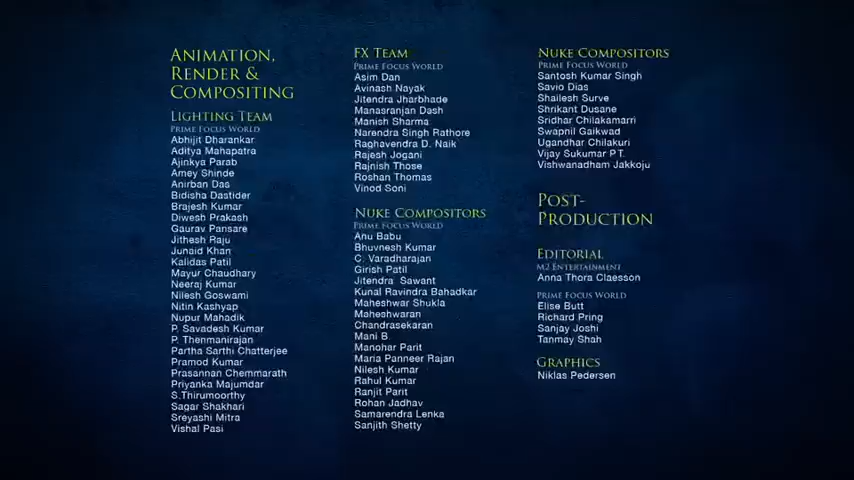 ANIMATION,
RENDER &
COMPOSITING
LIGHTING TEAM
PRIME FOCUS WORLD
Abhijit Dharankar
Aditya Mahapatra
Ajinkya Parab
Amey Shinde
Anirban Das
Bidisha Dastider
Brajesh Kumar
Diwesh Prakash
Gaurav Pansare
Jithesh Raju
Junaid Khan
Kalidas Patil
Mayur Chaudhary
Neeraj Kumar
Nilesh Goswami
Nitin Kashyap
Nupur Mahadik
P. Savadesh Kumar
P. Thenmanirajan
Partha Sarthi Chatterjee
Pramod Kumar
Prasannan Chemmarath
Priyanka Majumdar
S.Thirumoorthy
Sagar Shakhari
Sreyashi Mitra
Vishal Pasi
FX TEAM
PRIME FOCUS WORLD
Asim Dan
Avinash Nayak
Jitendra Jharbhade
Manasranjan Dash
Manish Sharma
Narendra Singh Rathore
Raghavendra D. Naik
Rajesh Jogani
Rajnish Those
Roshan Thomas
Vinod Soni
NUKE COMPOSITORS
PRIME FOCUS WORLD
Anu Babu
Bhuvnesh Kumar
C. Varadharajan
Girish Patil
Jitendra Sawant
Kunal Ravindra Bahadkar
Maheshwar Shukla
Maheshwaran
Chandrasekaran
Mani B.
Manohar Parit
Maria Panneer Rajan
Nilesh Kumar
Rahul Kumar
Ranjit Parit
Rohan Jadhav
Samarendra Lenka
Sanjith Shetty
NUKE COMPOSITORS
PRIME FOCUS WORLD
Santosh Kumar Singh
Savio Dias
Shailesh Surve
Shrikant Dusane
Sridhar Chilakamarri
Swapnil Gaikwad
Ugandhar Chilakuri
Vijay Sukumar P.T.
Vishwanadham Jakkoju
POST-
PRODUCTION
EDITORIAL
M2 ENTERTAINMENT
Anna Thora Claesson
PRIME FOCUS WORLD
Elise Butt
Richard Pring
Sanjay Joshi
Tanmay Shah
GRAPHICS
Niklas Pedersen